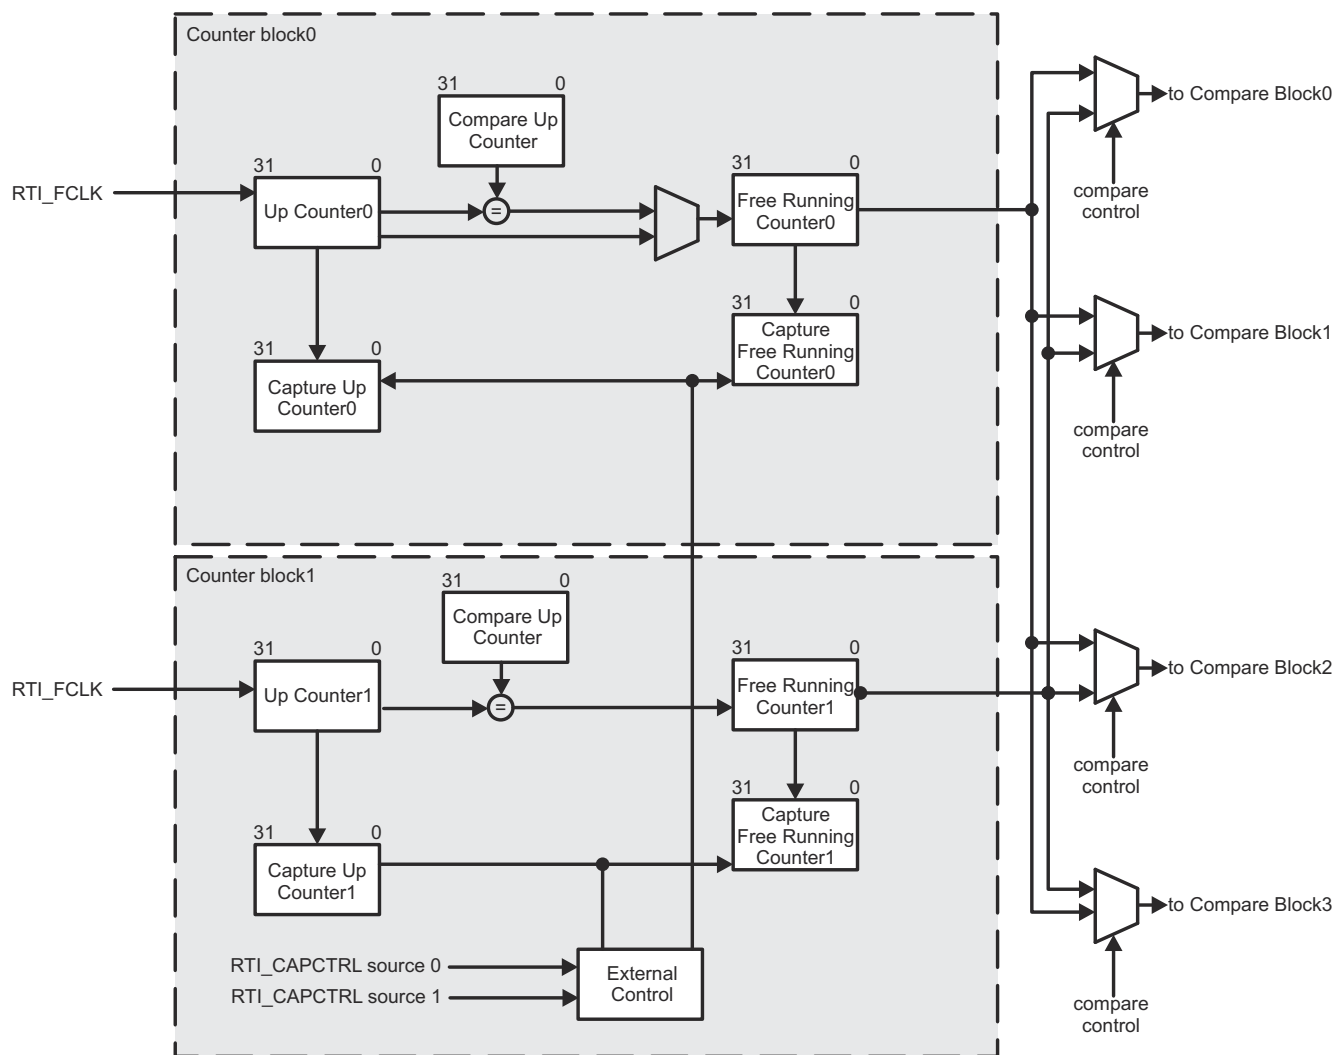 Counter block0
31 0
Compare Up
Counter
to Compare Block0
compare
control
31 0
RTI_FCLK
Up Counter0
=
31 0
Free Running
Counter0
31 0
Capture
Free Running
Counter0
31 0
Capture Up
Counter0
to Compare Block1
compare
control
Counter block1
31 0
Compare Up
Counter
31 0
RTI_FCLK
Up Counter1
=
31 0
Free Running
Counter1
to Compare Block2
compare
control
31 0
Capture
Free Running
Counter1
31 0
Capture Up
Counter1
to Compare Block3
compare
control
RTI_CAPCTRL source 0
RTI_CAPCTRL source 1
External
Control